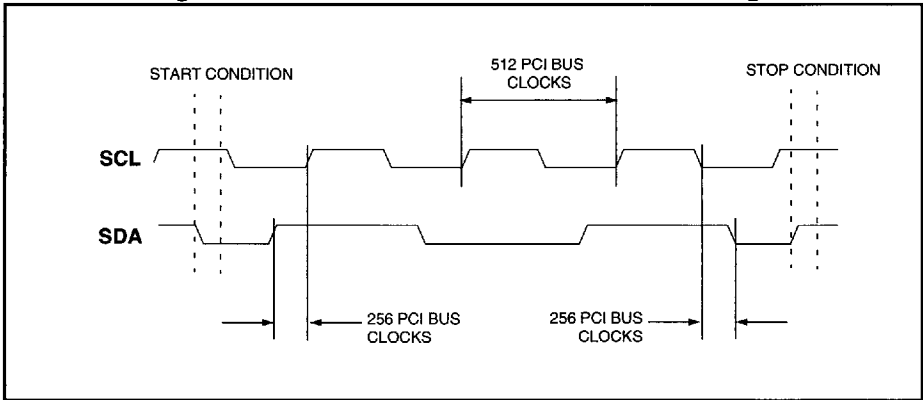 512 PCI BUS
CLOCKS
START CONDITION
STOP CONDITION
SCL
SDA
256 PCI BUS
CLOCKS
256 PCI BUS
CLOCKS